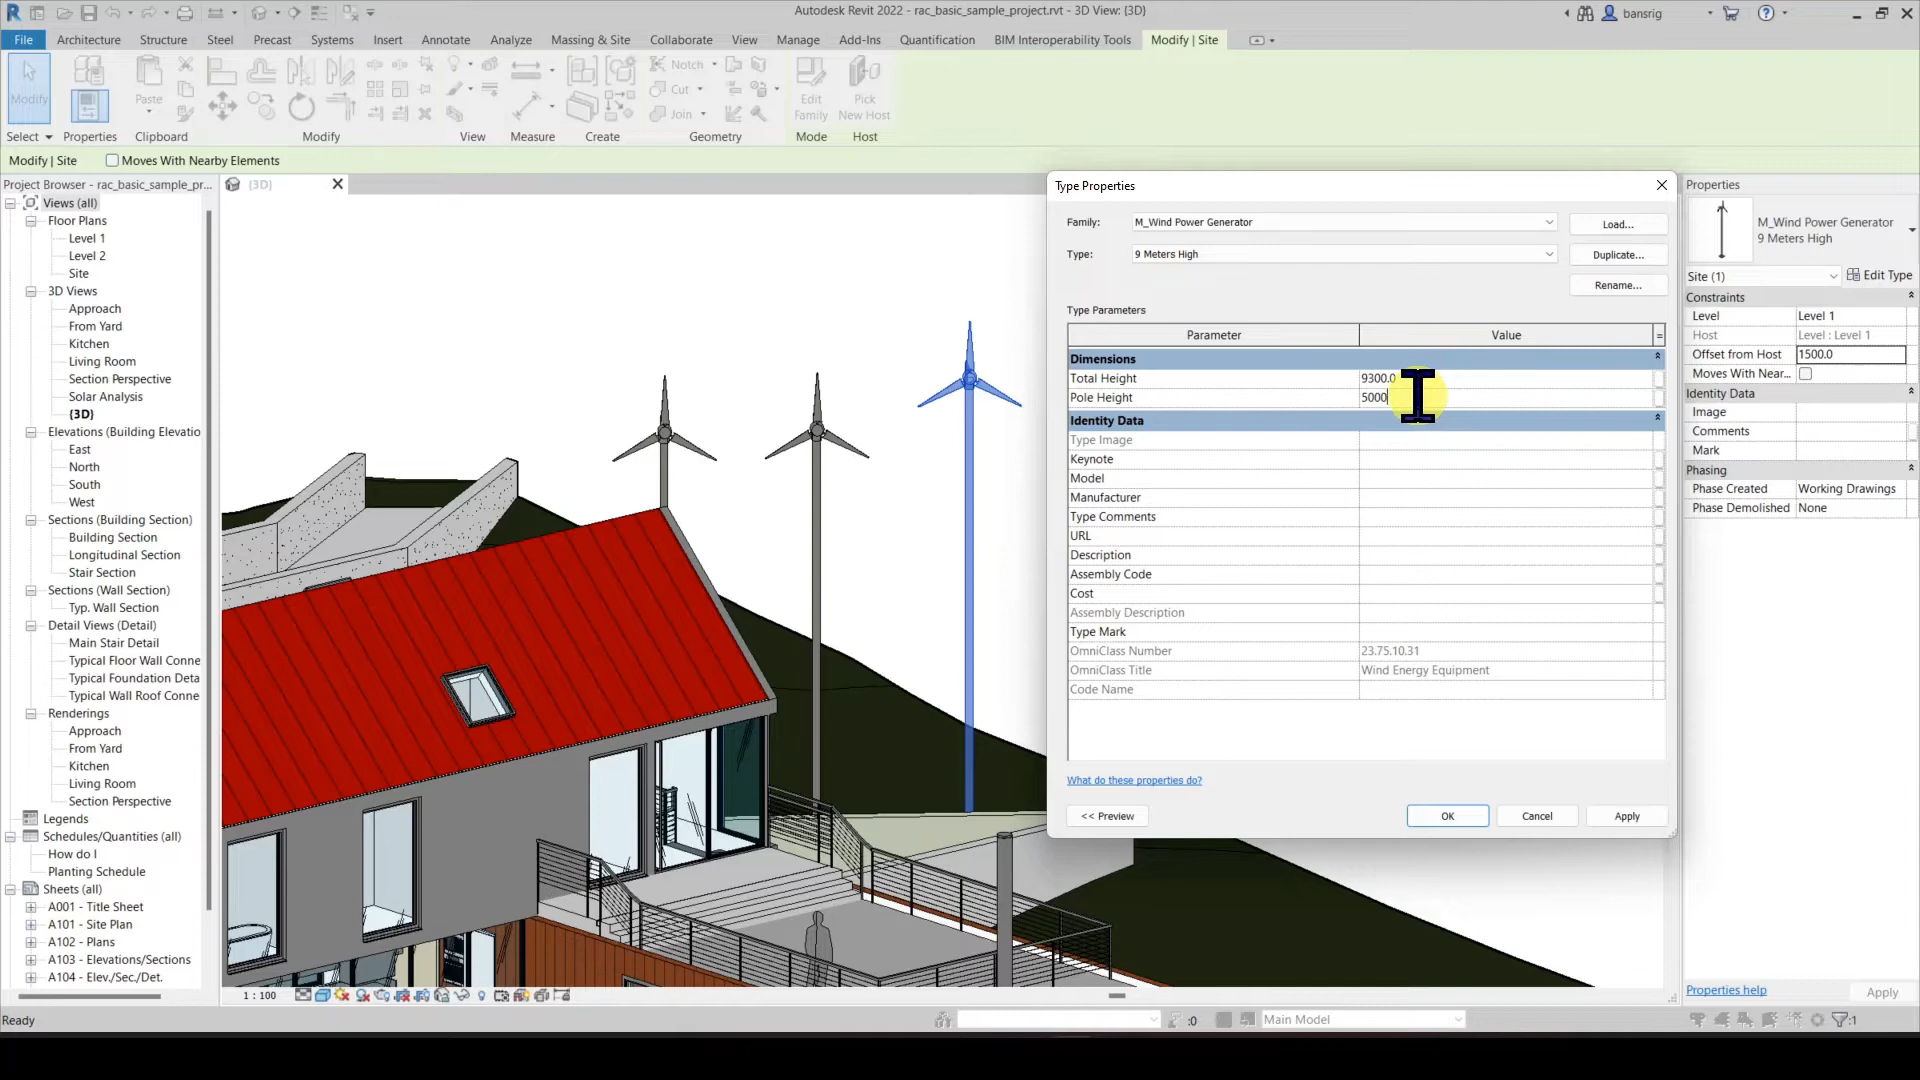 Autodesk Revit 2022 - rac_basic_sample_project.rvt - 3D View: {3D}
bansrig
File Architecture Structure Steel Precast Systems Insert Annotate Analyze Massing & Site Collaborate View Manage Add-Ins Quantification BIM Interoperability Tools Modify | Site
Modify
Paste
Notch
Cut
Join
Edit Family
Pick New Host
Select Properties Clipboard Modify View Measure Create Geometry Mode Host
Modify | Site Moves With Nearby Elements
Project Browser - rac_basic_sample_pr...
{3D}
Views (all)
Floor Plans
Level 1
Level 2
Site
3D Views
Approach
From Yard
Kitchen
Living Room
Section Perspective
Solar Analysis
{3D}
Elevations (Building Elevatio
East
North
South
West
Sections (Building Section)
Building Section
Longitudinal Section
Stair Section
Sections (Wall Section)
Typ. Wall Section
Detail Views (Detail)
Main Stair Detail
Typical Floor Wall Conne
Typical Foundation Deta
Typical Wall Roof Conne
Renderings
Approach
From Yard
Kitchen
Living Room
Section Perspective
Legends
Schedules/Quantities (all)
How do I
Planting Schedule
Sheets (all)
A001 - Title Sheet
A101 - Site Plan
A102 - Plans
A103 - Elevations/Sections
A104 - Elev./Sec./Det.
Type Properties
Family: M_Wind Power Generator Load...
Type: 9 Meters High Duplicate...
Rename...
Type Parameters
Parameter Value
Dimensions
Total Height 9300.0
Pole Height 5000
Identity Data
Type Image
Keynote
Model
Manufacturer
Type Comments
URL
Description
Assembly Code
Cost
Assembly Description
Type Mark
OmniClass Number 23.75.10.31
OmniClass Title Wind Energy Equipment
Code Name
What do these properties do?
<< Preview OK Cancel Apply
Properties
M_Wind Power Generator
9 Meters High
Site (1) Edit Type
Constraints
Level Level 1
Host Level : Level 1
Offset from Host 1500.0
Moves With Near...
Identity Data
Image
Comments
Mark
Phasing
Phase Created Working Drawings
Phase Demolished None
Properties help Apply
1 : 100
Ready
:0
Main Model
:1